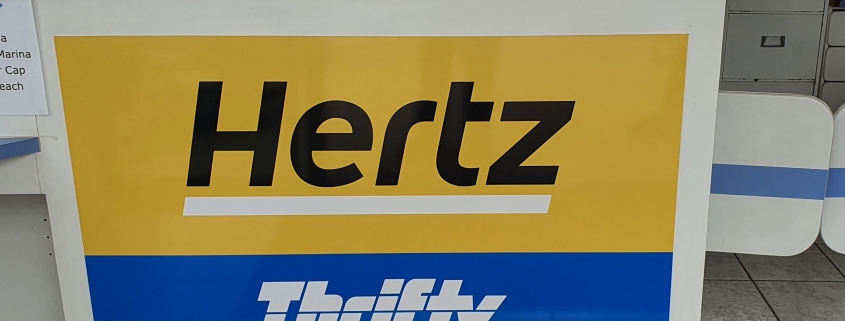 a
Marina
Cap
each
Hertz
Thrifty